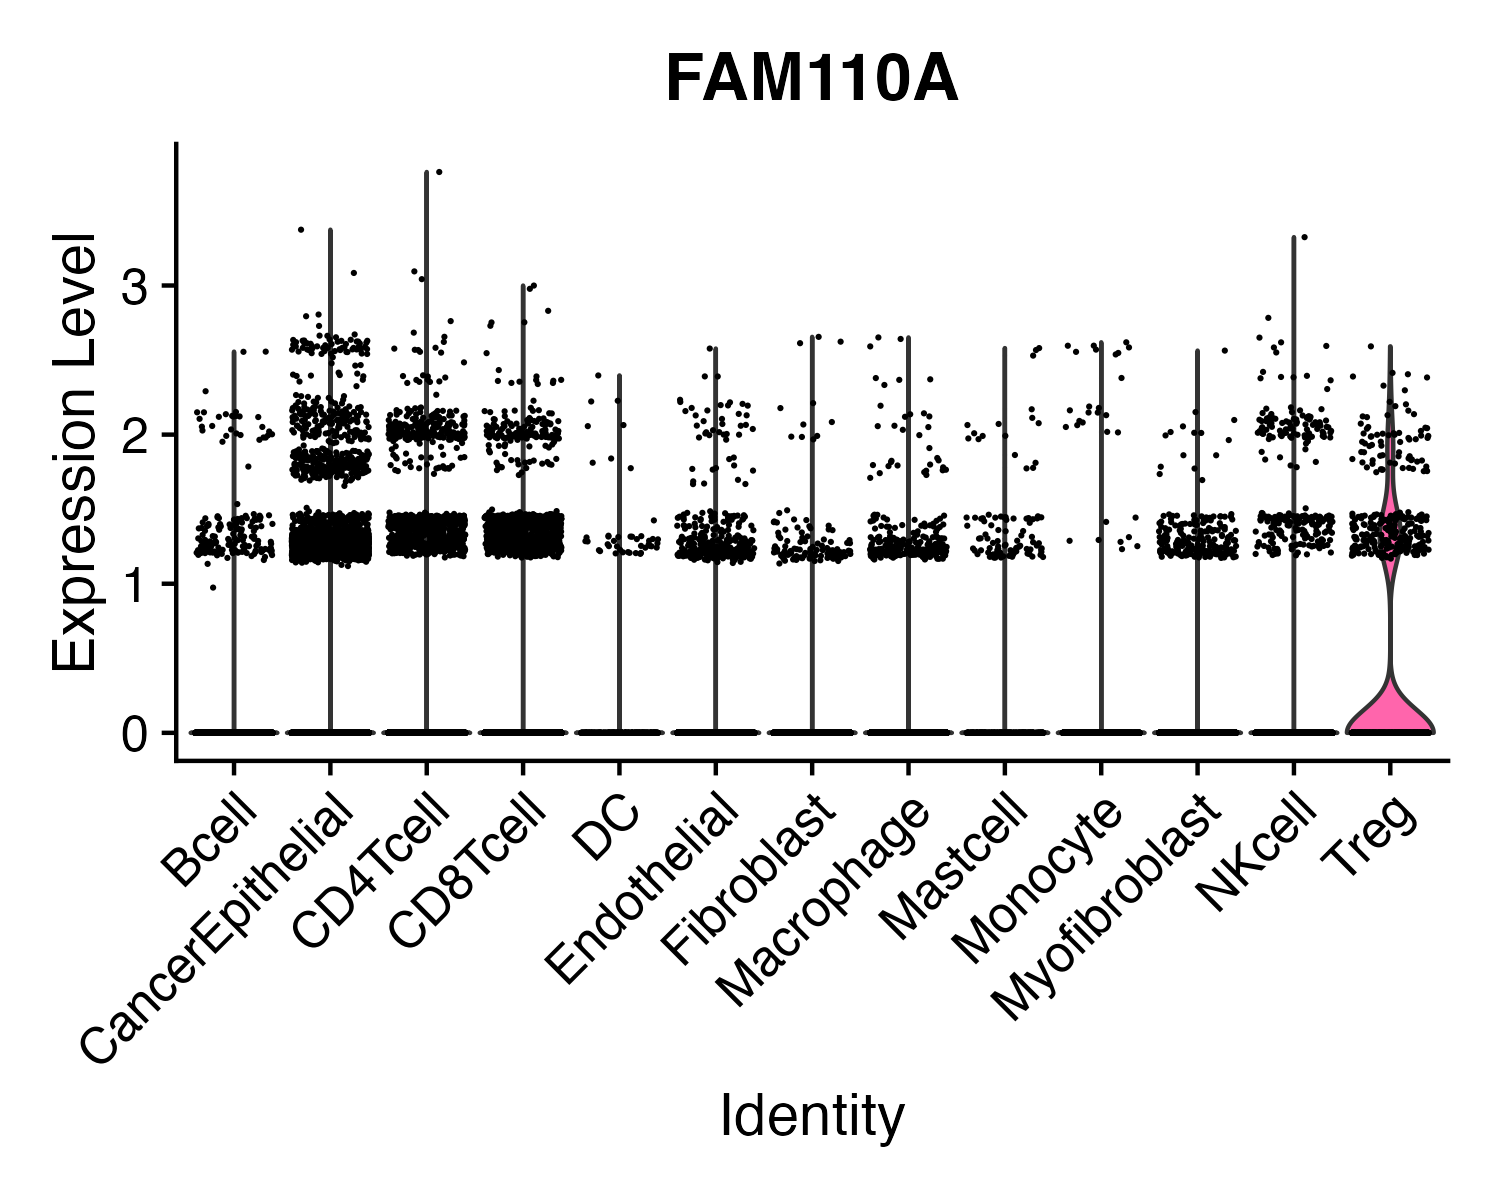 FAM110A
Expression Level
3
2
1
0
Bcell
CancerEpithelial
CD4Tcell
CD8Tcell
DC
Endothelial
Fibroblast
Macrophage
Mastcell
Monocyte
Myofibroblast
NKcell
Treg
Identity